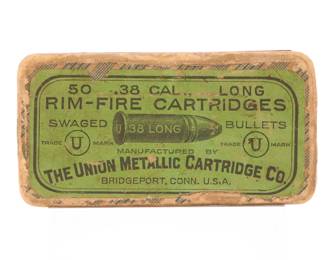 50 .38 CAL., LONG
RIM-FIRE CARTRIDGES
SWAGED BULLETS
U 38 LONG
TRADE U MARK TRADE U MARK
MANUFACTURED BY
THE UNION METALLIC CARTRIDGE CO.
BRIDGEPORT, CONN. U.S.A.